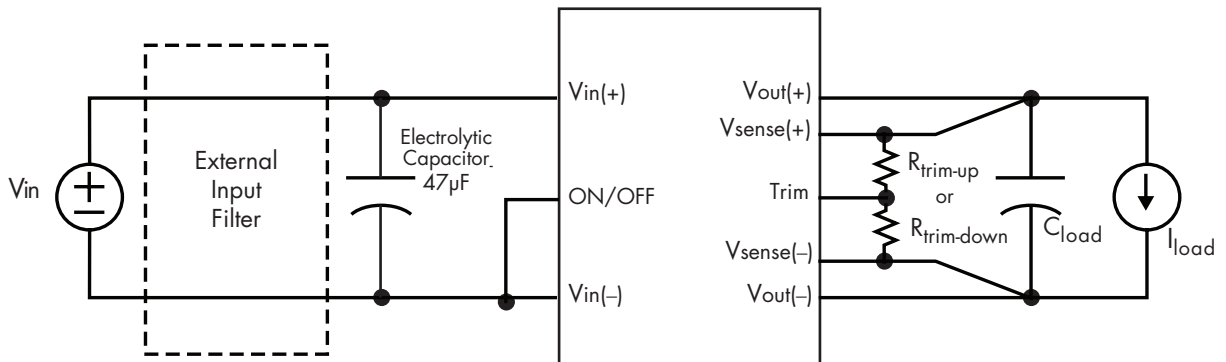 Vin
External
Input
Filter
Electrolytic
Capacitor
47µF
Vin(+)
ON/OFF
Vin(–)
Vout(+)
Vsense(+)
Trim
Vsense(–)
Vout(–)
Rtrim-up
or
Rtrim-down
Cload
Iload